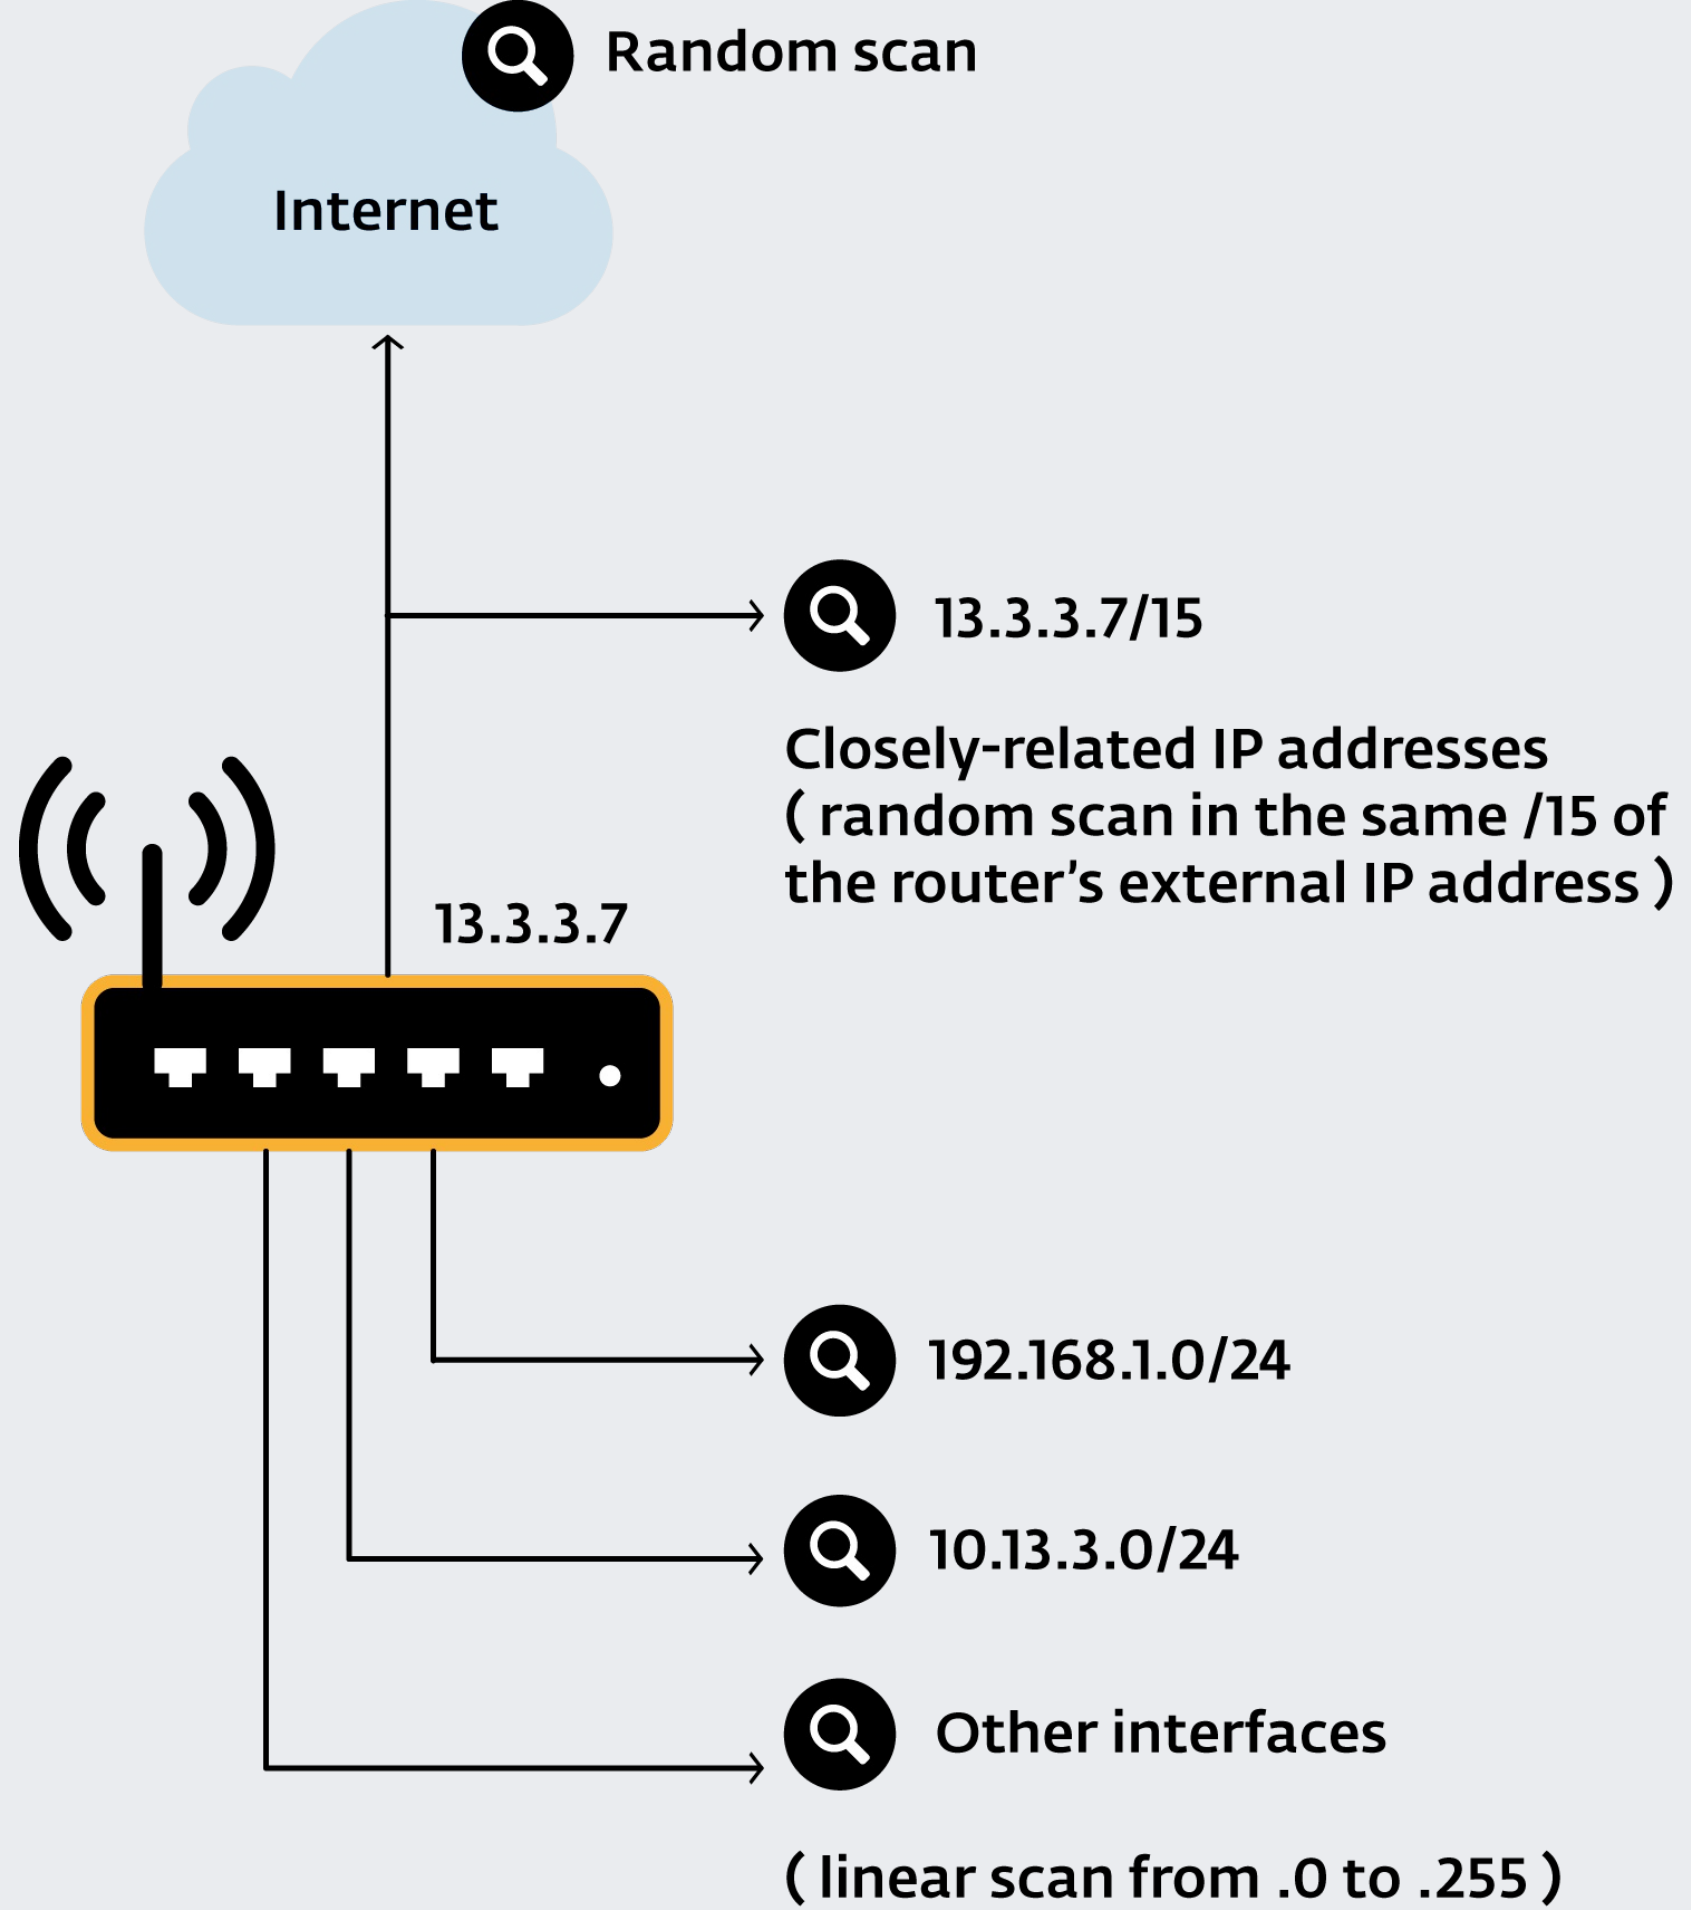 Random scan
Internet
13.3.3.7/15
Closely-related IP addresses
( random scan in the same /15 of
the router’s external IP address )
13.3.3.7
192.168.1.0/24
10.13.3.0/24
Other interfaces
( linear scan from .0 to .255 )